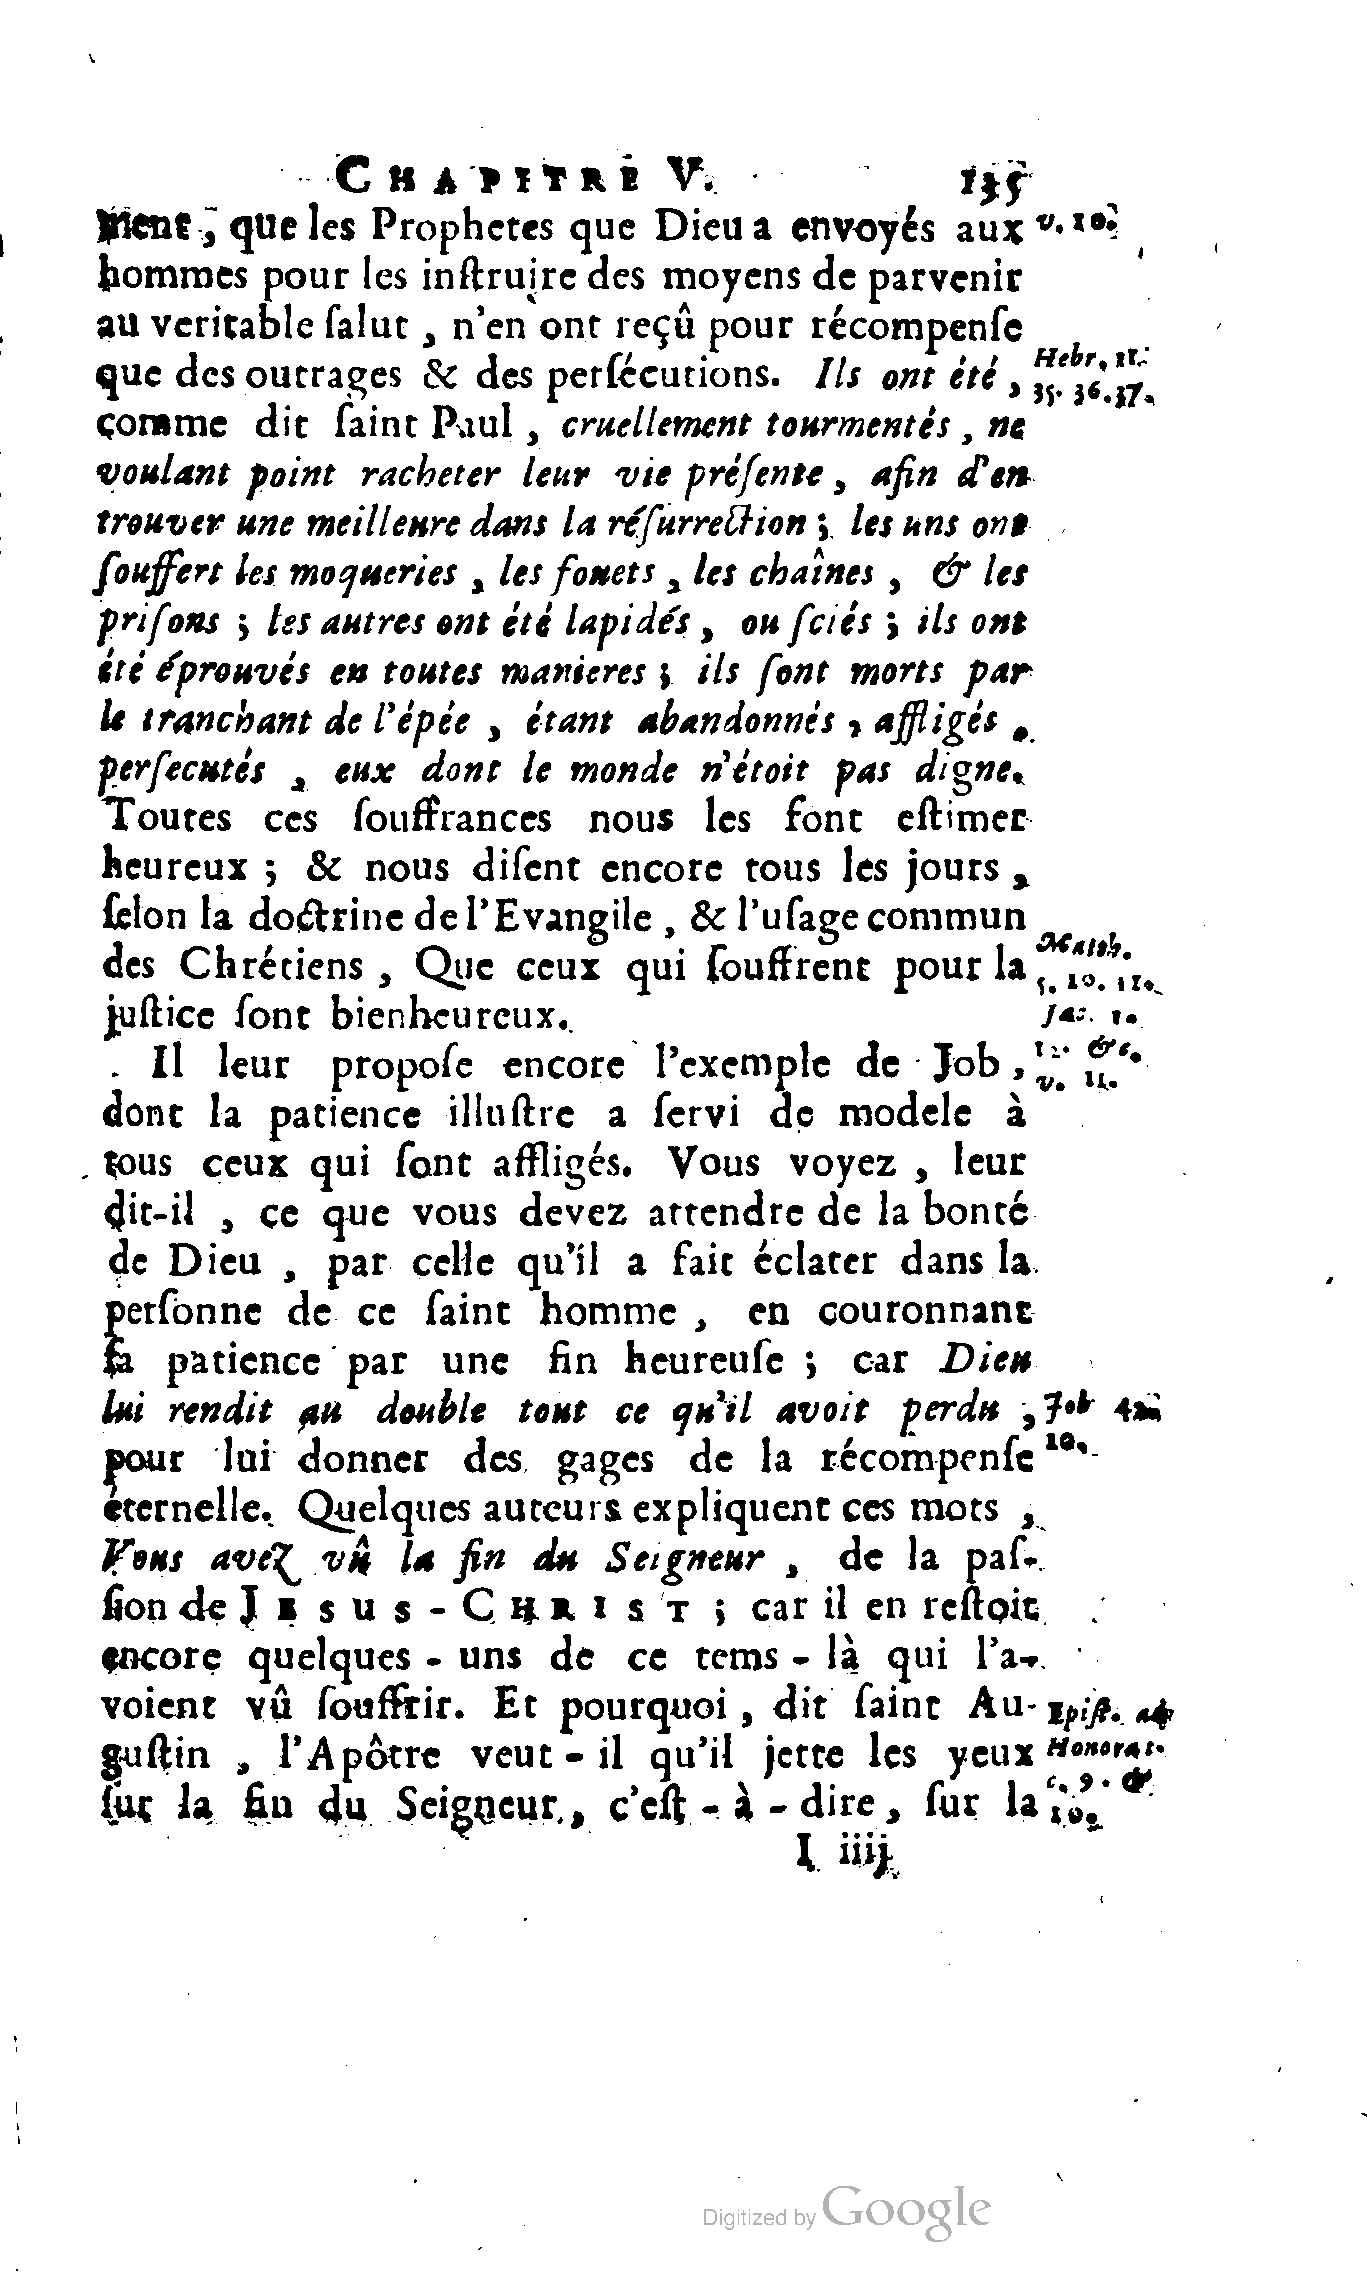 CHAPITRE V. 135
ment, que les Prophetes que Dieu a envoyés aux v. 10.
hommes pour les inſtruire des moyens de parvenir
au veritable ſalut, n'en ont reçû pour récompenſe
que des outrages & des perſécutions. Ils ont été, Hebr. 11. 35. 36. 37.
comme dit ſaint Paul, cruellement tourmentés, ne
voulant point racheter leur vie préſente, afin d'en
trouver une meilleure dans la réſurrection ; les uns ont
ſouffert les moqueries, les fouets, les chaînes, & les
priſons ; les autres ont été lapidés, ou ſciés ; ils ont
été éprouvés en toutes manieres ; ils ſont morts par
le tranchant de l'épée, étant abandonnés, affligés,
perſecutés, eux dont le monde n'étoit pas digne.
Toutes ces ſouffrances nous les font eſtimer
heureux ; & nous diſent encore tous les jours,
ſelon la doctrine de l'Evangile, & l'uſage commun
des Chrétiens, Que ceux qui ſouffrent pour la Matth. 5. 10. 11.
juſtice ſont bienheureux. Jac. 1.
Il leur propoſe encore l'exemple de Job, 12. &c. v. 11.
dont la patience illuſtre a ſervi de modele à
tous ceux qui ſont affligés. Vous voyez, leur
dit-il, ce que vous devez attendre de la bonté
de Dieu, par celle qu'il a fait éclater dans la
perſonne de ce ſaint homme, en couronnant
ſa patience par une fin heureuſe ; car Dieu
lui rendit au double tout ce qu'il avoit perdu, Job 42.
pour lui donner des gages de la récompenſe 10.
éternelle. Quelques auteurs expliquent ces mots,
Vous avez vû la fin du Seigneur, de la paſ-
ſion de JESUS-CHRIST ; car il en reſtoit
encore quelques-uns de ce tems-là qui l'a-
voient vû ſouffrir. Et pourquoi, dit ſaint Au- Epiſt. ad
guſtin, l'Apôtre veut-il qu'il jette les yeux Honorat.
ſur la fin du Seigneur, c'eſt-à-dire, ſur la c. 9. & 10.
I iiij
Digitized by Google